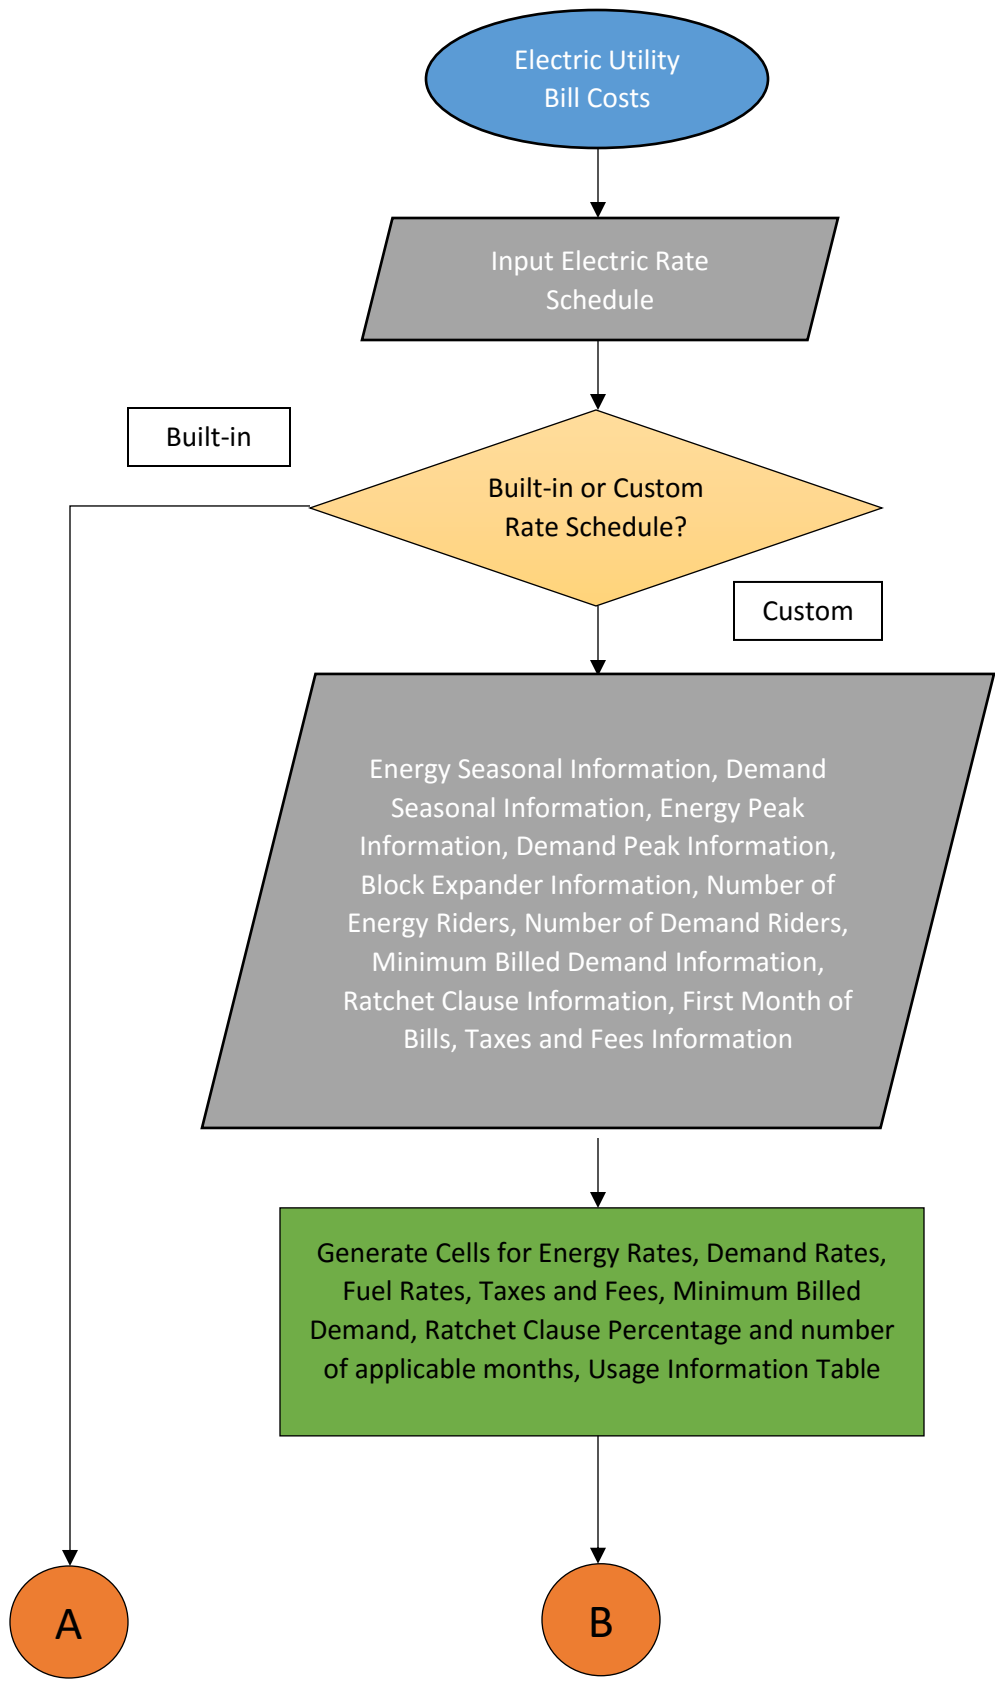 Electric Utility
Bill Costs
Input Electric Rate
Schedule
Built-in
Built-in or Custom
Rate Schedule?
Custom
Energy Seasonal Information, Demand
Seasonal Information, Energy Peak
Information, Demand Peak Information,
Block Expander Information, Number of
Energy Riders, Number of Demand Riders,
Minimum Billed Demand Information,
Ratchet Clause Information, First Month of
Bills, Taxes and Fees Information
Generate Cells for Energy Rates, Demand Rates,
Fuel Rates, Taxes and Fees, Minimum Billed
Demand, Ratchet Clause Percentage and number
of applicable months, Usage Information Table
A
B